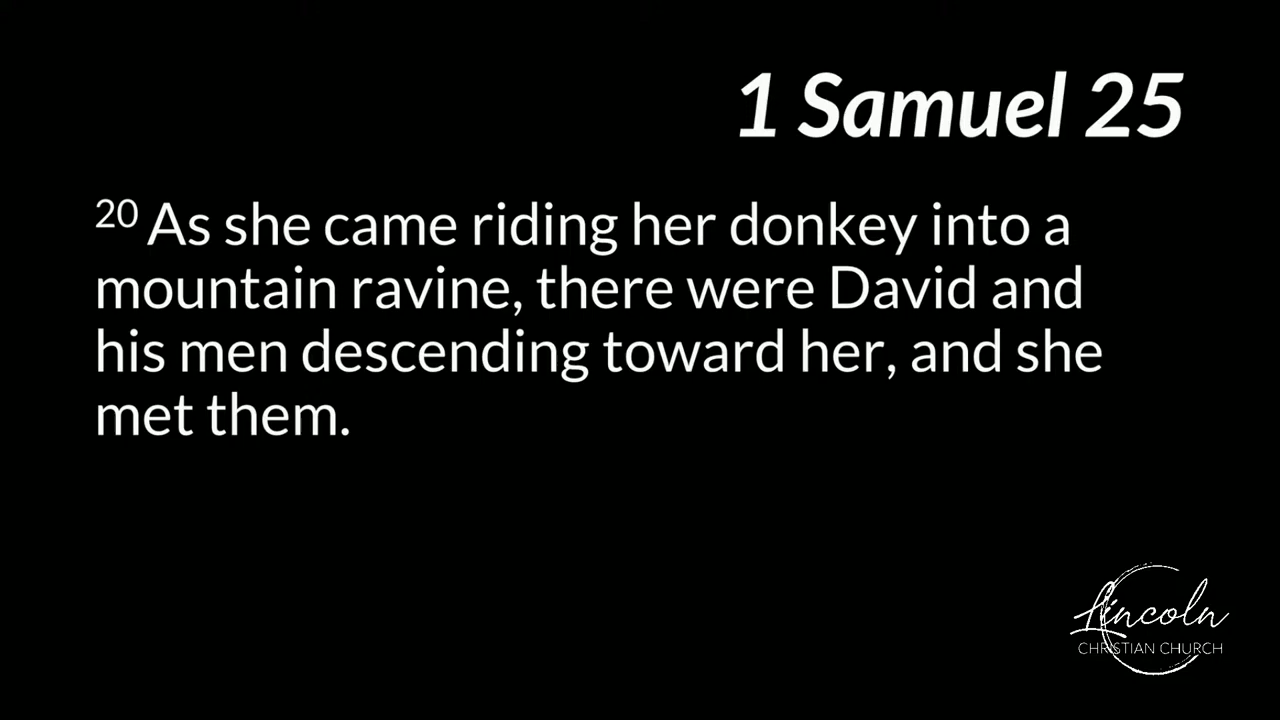 1 Samuel 25
20 As she came riding her donkey into a
mountain ravine, there were David and
his men descending toward her, and she
met them.
Lincoln
CHRISTIAN CHURCH